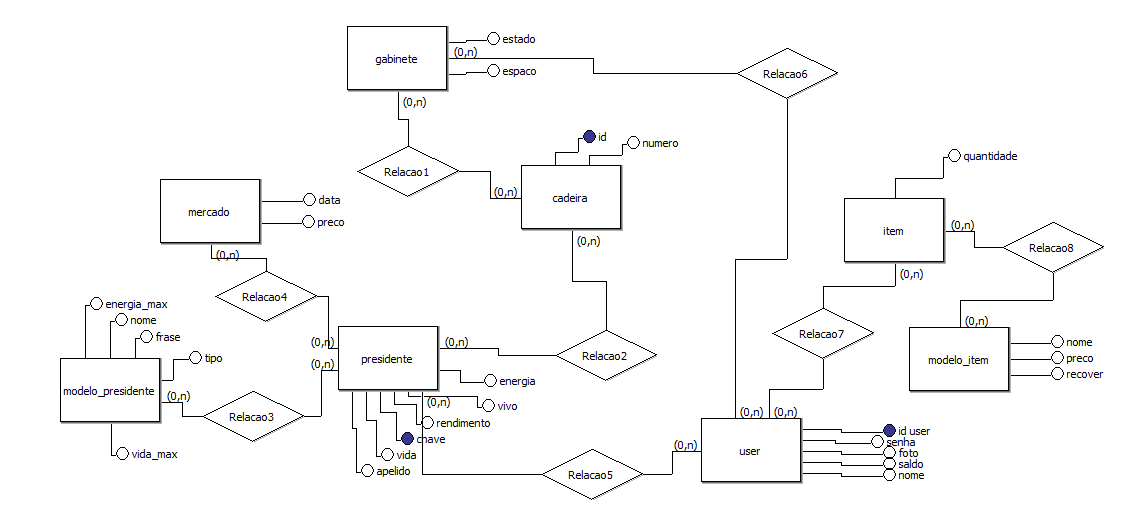 estado
(0,n)
gabinete
espaco
Relacao6
(0,n)
id
numero
quantidade
Relacao1
(0,n)
cadeira
data
mercado
preco
(0,n)
item
Relacao8
(0,n)
(0,n)
(0,n)
Relacao4
energia_max
nome
frase
(0,n)
Relacao7
(0,n)
tipo
(0,n)
presidente
(0,n)
Relacao2
modelo_item
nome
preco
recover
modelo_presidente
(0,n)
Relacao3
energia
vivo
(0,n)
rendimento
chave
vida
apelido
(0,n)
(0,n)
id user
senha
foto
saldo
nome
user
(0,n)
vida_max
Relacao5